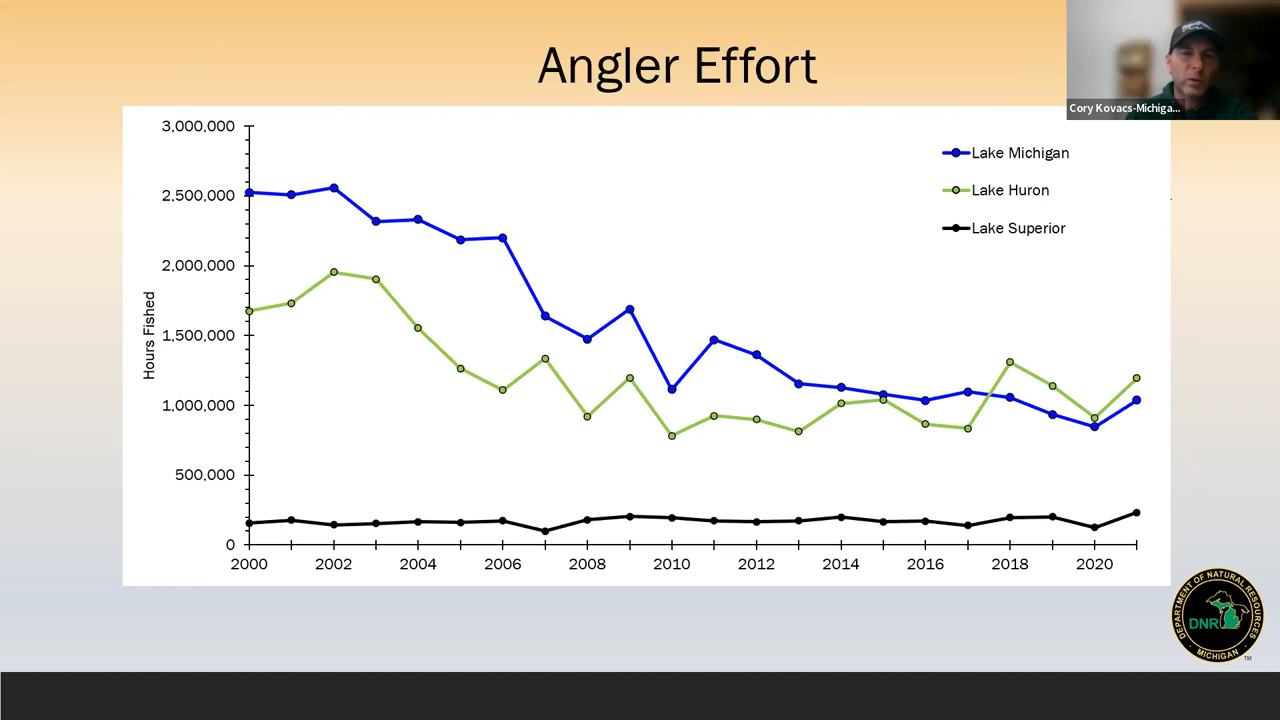 Angler Effort
Cory Kovacs-Michiga...
3,000,000
2,500,000
2,000,000
1,500,000
1,000,000
500,000
0
Hours Fished
Lake Michigan
Lake Huron
Lake Superior
2000 2002 2004 2006 2008 2010 2012 2014 2016 2018 2020
DEPARTMENT OF NATURAL RESOURCES
DNR
MICHIGAN
TM